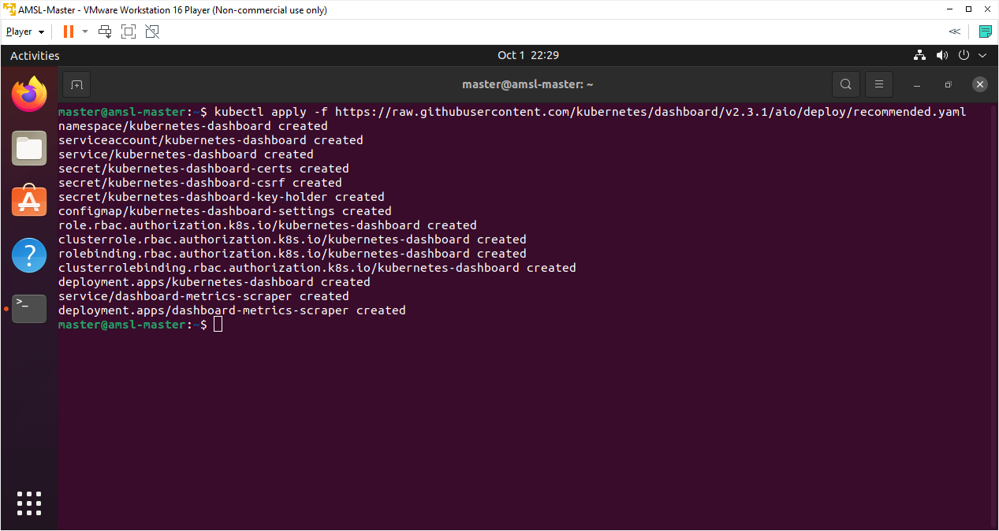 AMSL-Master - VMware Workstation 16 Player (Non-commercial use only)
Player
Activities
Oct 1 22:29
master@amsl-master: ~
master@amsl-master:~$ kubectl apply -f https://raw.githubusercontent.com/kubernetes/dashboard/v2.3.1/aio/deploy/recommended.yaml
namespace/kubernetes-dashboard created
serviceaccount/kubernetes-dashboard created
service/kubernetes-dashboard created
secret/kubernetes-dashboard-certs created
secret/kubernetes-dashboard-csrf created
secret/kubernetes-dashboard-key-holder created
configmap/kubernetes-dashboard-settings created
role.rbac.authorization.k8s.io/kubernetes-dashboard created
clusterrole.rbac.authorization.k8s.io/kubernetes-dashboard created
rolebinding.rbac.authorization.k8s.io/kubernetes-dashboard created
clusterrolebinding.rbac.authorization.k8s.io/kubernetes-dashboard created
deployment.apps/kubernetes-dashboard created
service/dashboard-metrics-scraper created
deployment.apps/dashboard-metrics-scraper created
master@amsl-master:~$